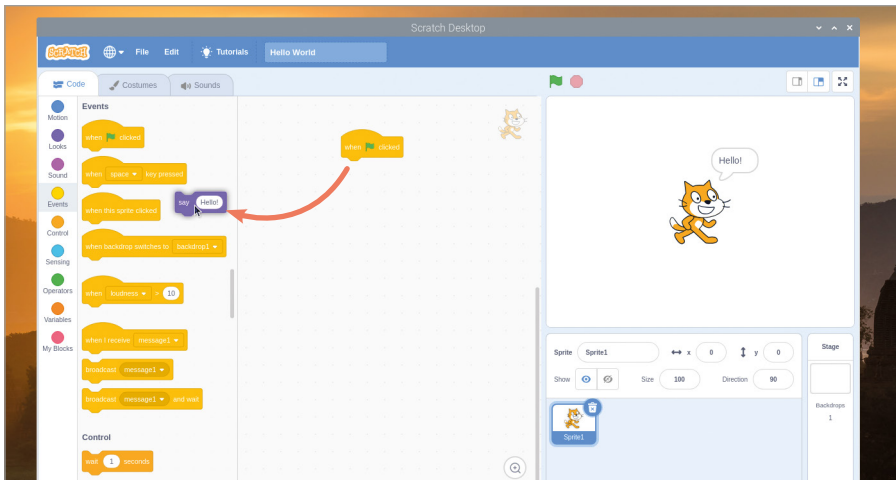 Scratch Desktop
SCRATCH File Edit Tutorials Hello World
Code Costumes Sounds
Motion
Looks
Sound
Events
Control
Sensing
Operators
Variables
My Blocks
Events
when clicked
when space key pressed
when this sprite clicked
when backdrop switches to backdrop1
when loudness > 10
when I receive message1
broadcast message1
broadcast message1 and wait
Control
wait 1 seconds
say Hello!
when clicked
Hello!
Sprite Sprite1 x 0 y 0
Show Size 100 Direction 90
Sprite1
Stage
Backdrops
1